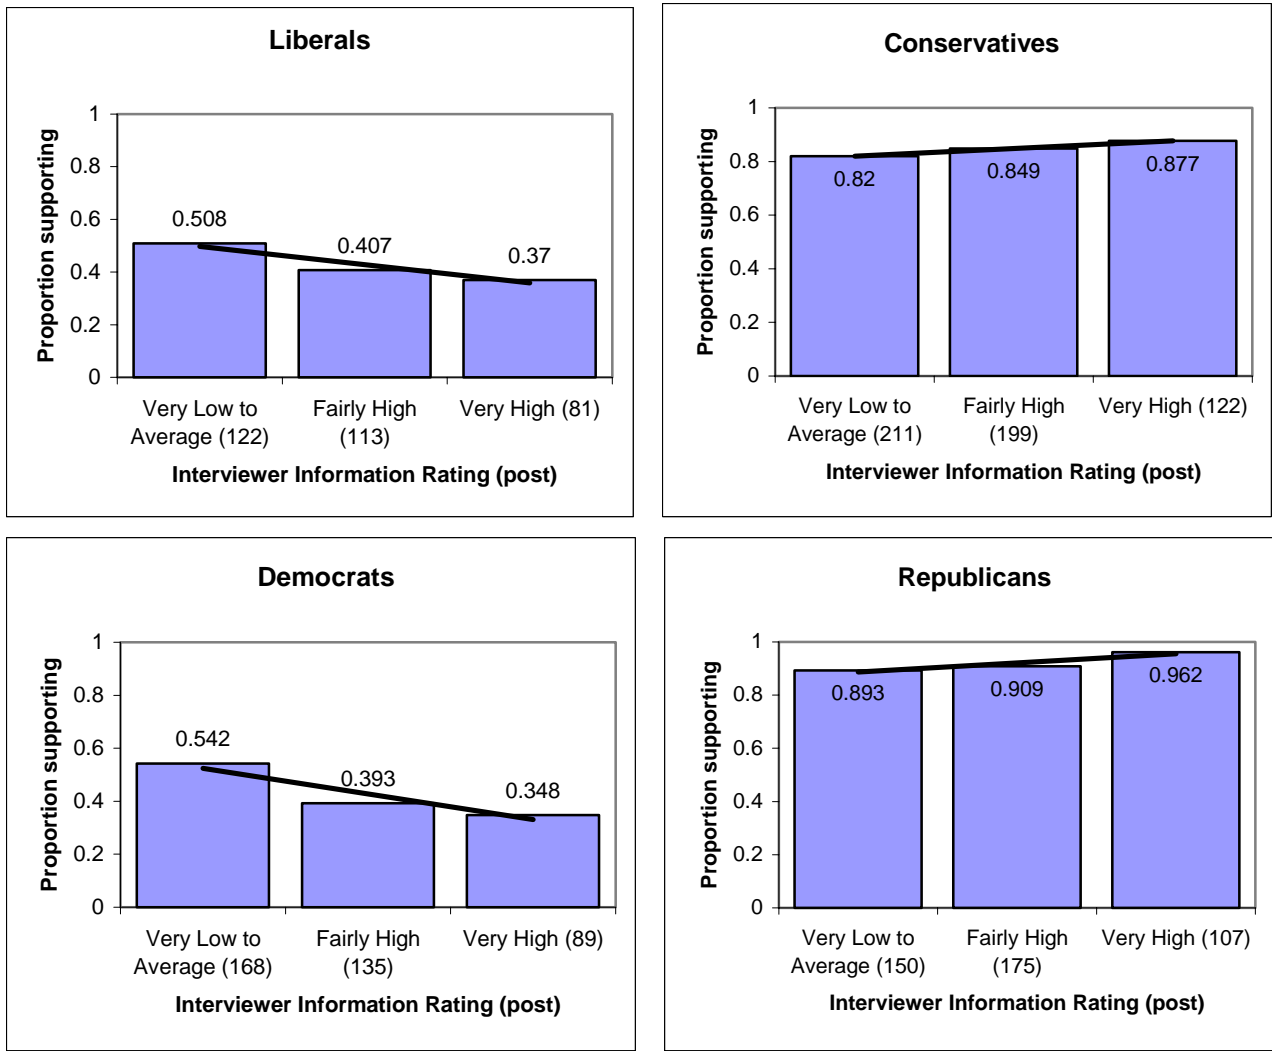 Liberals
Proportion supporting
1
0.8
0.6
0.4
0.2
0
0.508
0.407
0.37
Very Low to
Average (122)
Fairly High
(113)
Very High (81)
Interviewer Information Rating (post)
Conservatives
Proportion supporting
1
0.8
0.6
0.4
0.2
0
0.82
0.849
0.877
Very Low to
Average (211)
Fairly High
(199)
Very High (122)
Interviewer Information Rating (post)
Democrats
Proportion supporting
1
0.8
0.6
0.4
0.2
0
0.542
0.393
0.348
Very Low to
Average (168)
Fairly High
(135)
Very High (89)
Interviewer Information Rating (post)
Republicans
Proportion supporting
1
0.8
0.6
0.4
0.2
0
0.893
0.909
0.962
Very Low to
Average (150)
Fairly High
(175)
Very High (107)
Interviewer Information Rating (post)